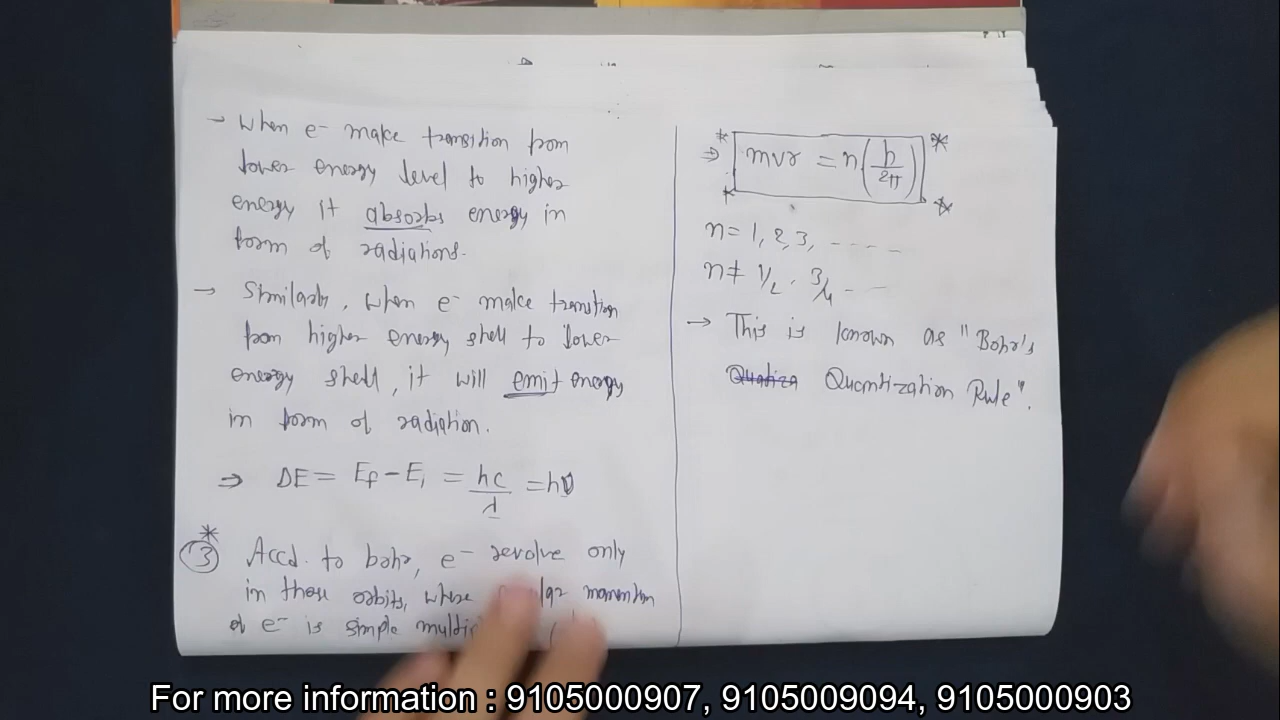 → When e- make transition from
lower energy level to higher
energy it absorbs energy in
form of radiations.
→ Similarly, when e- make transition
from higher energy shell to lower
energy shell, it will emit energy
in form of radiation.
⇒ ΔE = Ef - Ei = hc/λ = hν
* 3 Accd. to bohr, e- revolve only
in those orbits, where momentum
of e- is simple
⇒ mvr = n(h/2π)
n = 1, 2, 3, - - - -
n ≠ 1/2, 3/4 - - -
→ This is known as "Bohr's
Quatiza Quantization Rule".
For more information : 9105000907, 9105009094, 9105000903